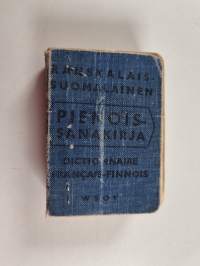 RANSKALAIS-
SUOMALAINEN
PIENOIS-
SANAKIRJA
DICTIONNAIRE
FRANÇAIS-FINNOIS
WSOY